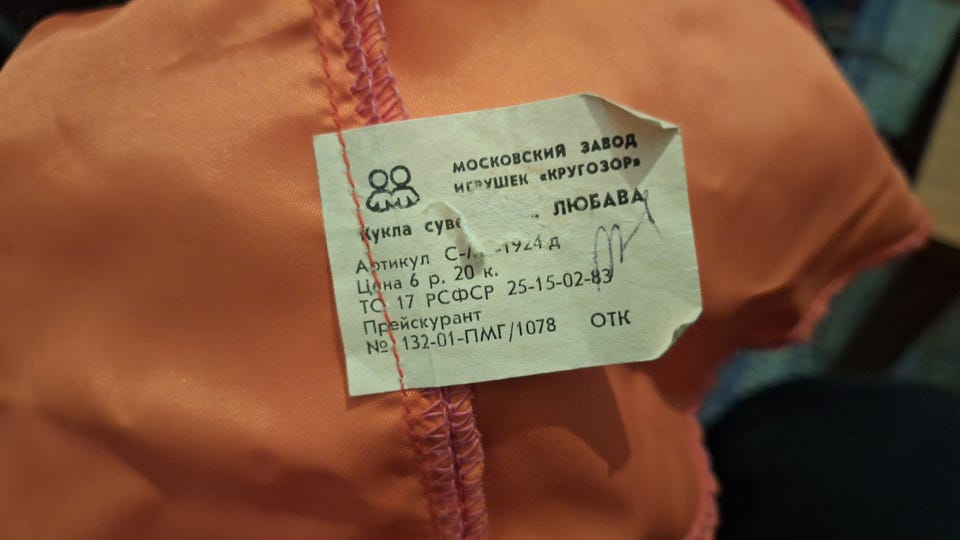 МОСКОВСКИЙ ЗАВОД
ИГРУШЕК «КРУГОЗОР»
Кукла суве ЛЮБАВА
Артикул С- -1924 д
Цена 6 р. 20 к.
ТС 17 РСФСР 25-15-02-83
Прейскурант
№ 132-01-ПМГ/1078 ОТК